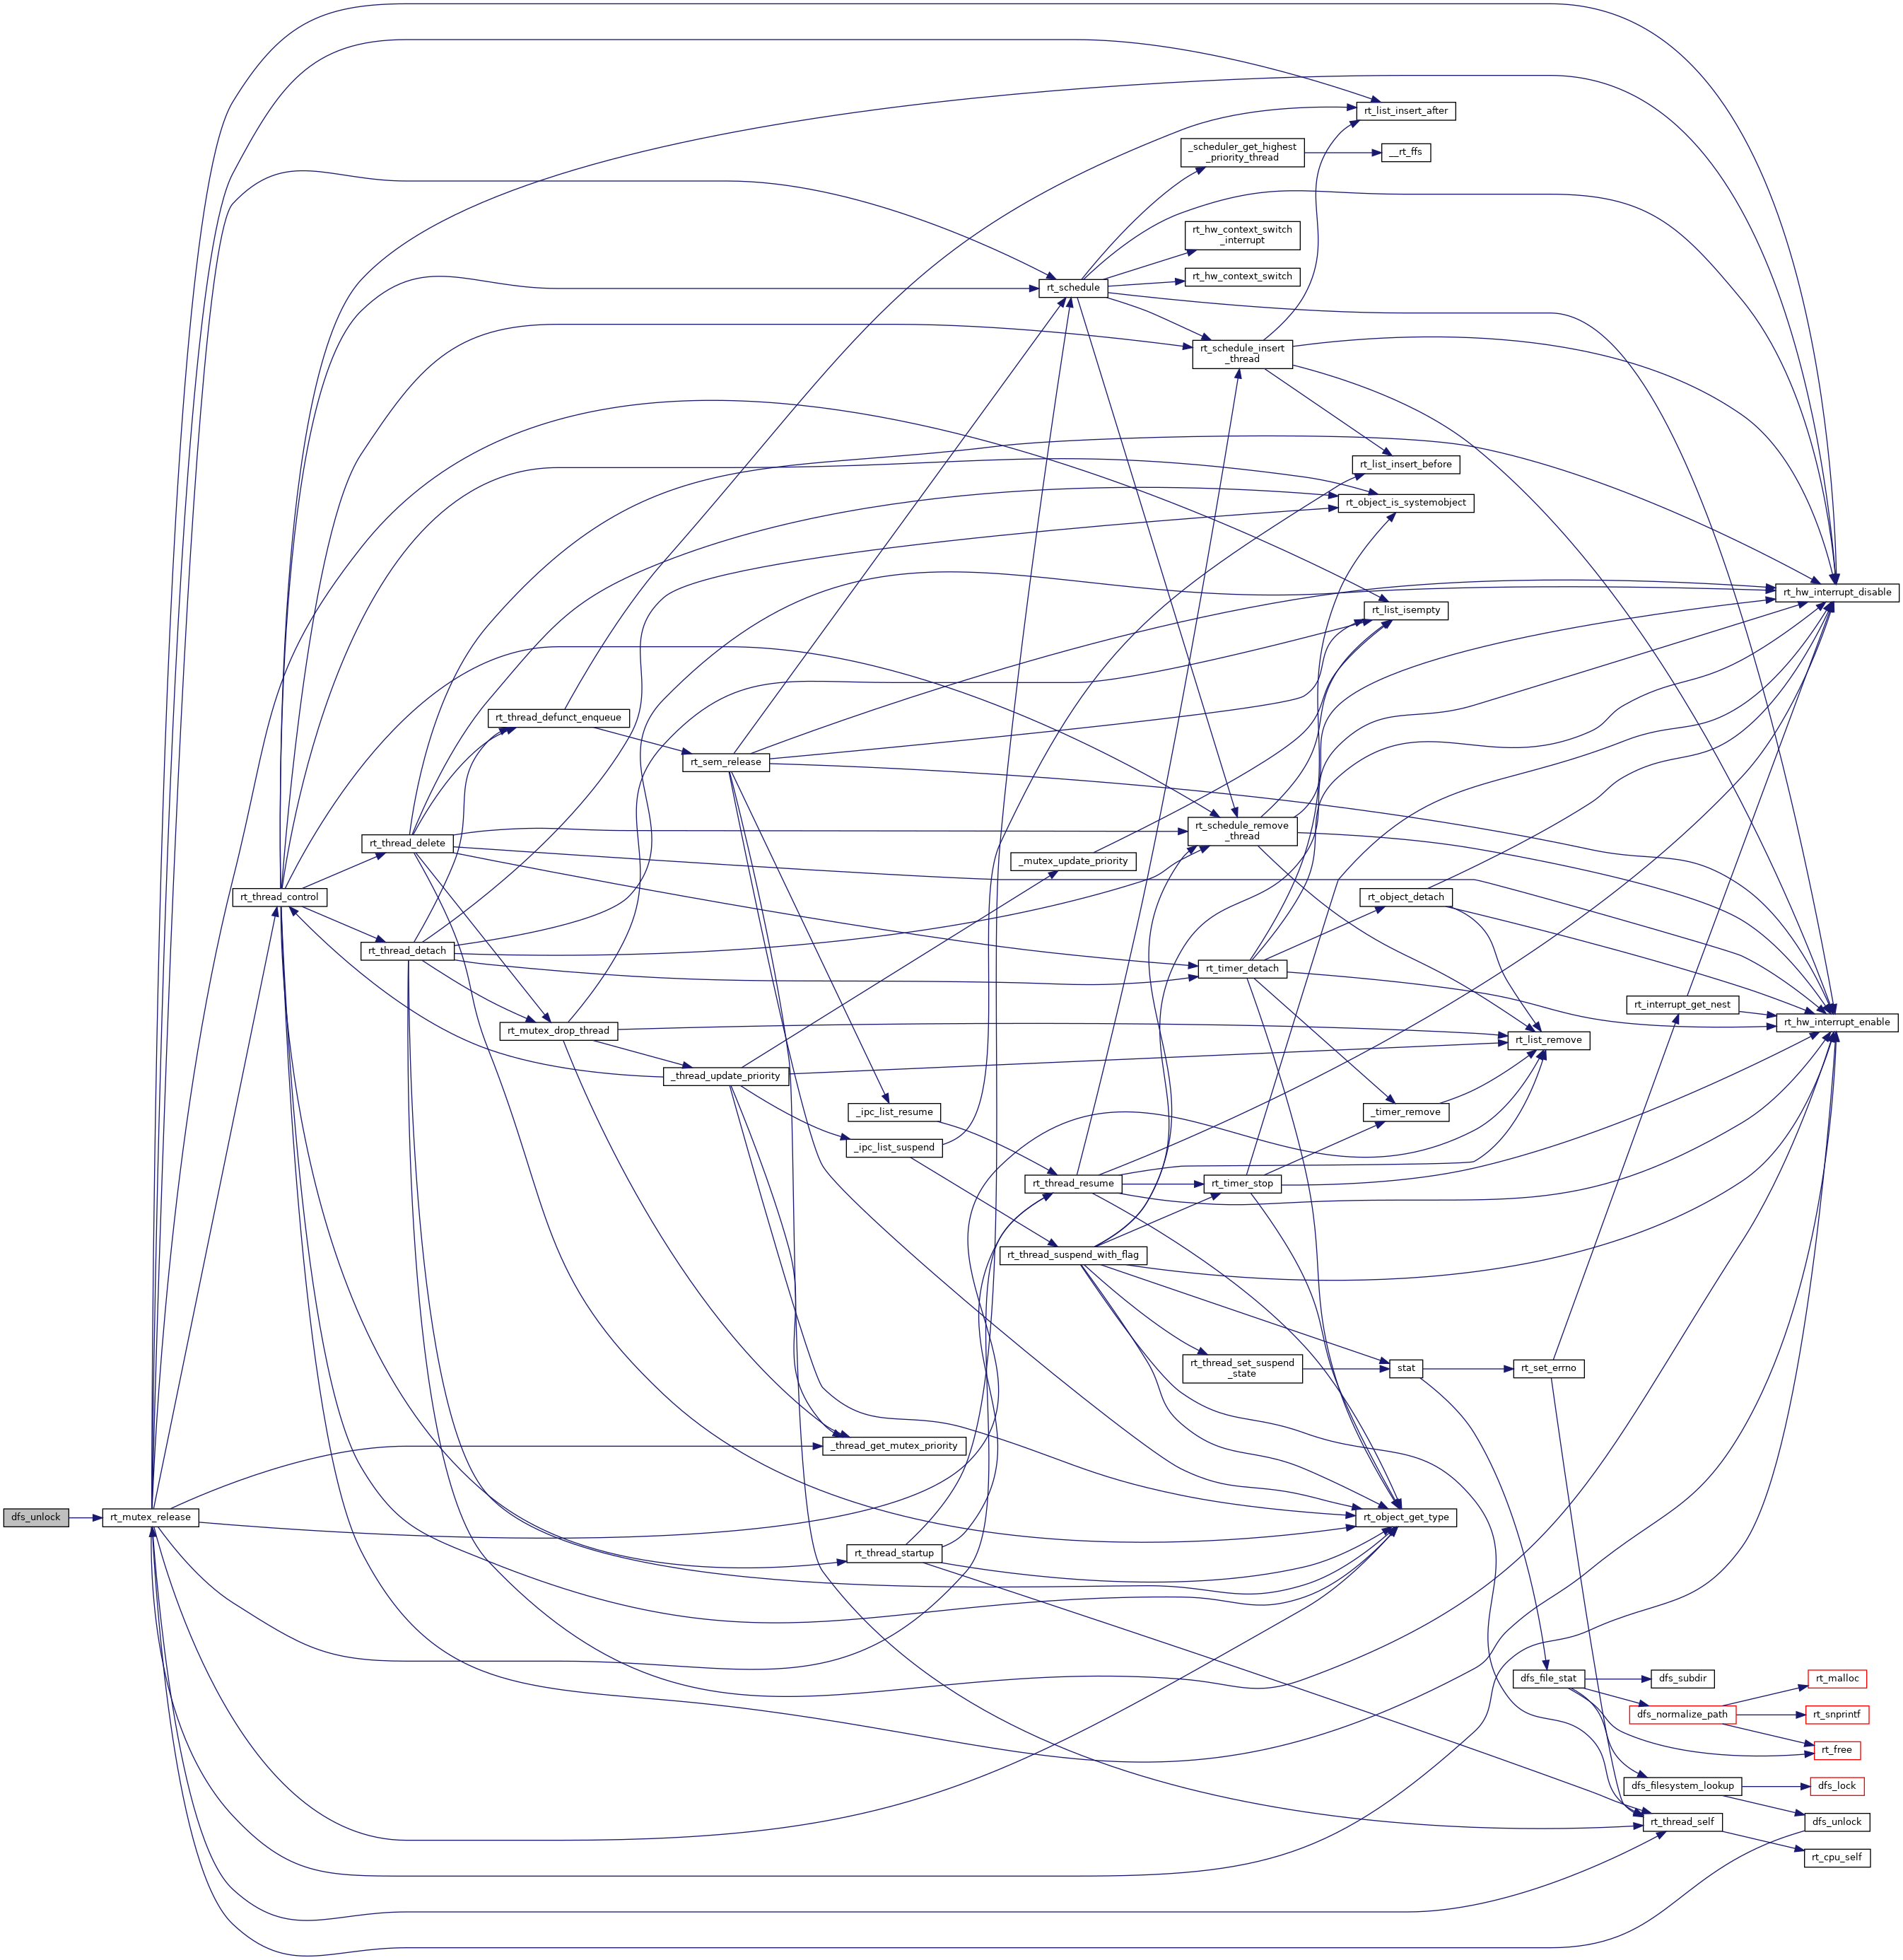 rt_list_insert_after
_scheduler_get_highest
_priority_thread
__rt_ffs
rt_hw_context_switch
_interrupt
rt_hw_context_switch
rt_schedule
rt_schedule_insert
_thread
rt_list_insert_before
rt_object_is_systemobject
rt_hw_interrupt_disable
rt_list_isempty
rt_thread_defunct_enqueue
rt_sem_release
rt_schedule_remove
_thread
rt_thread_delete
_mutex_update_priority
rt_thread_control
rt_object_detach
rt_thread_detach
rt_timer_detach
rt_interrupt_get_nest
rt_hw_interrupt_enable
rt_mutex_drop_thread
rt_list_remove
_thread_update_priority
_ipc_list_resume
_timer_remove
_ipc_list_suspend
rt_thread_resume
rt_timer_stop
rt_thread_suspend_with_flag
rt_thread_set_suspend
_state
stat
rt_set_errno
_thread_get_mutex_priority
dfs_unlock
rt_mutex_release
rt_object_get_type
rt_thread_startup
dfs_file_stat
dfs_subdir
rt_malloc
dfs_normalize_path
rt_snprintf
rt_free
dfs_filesystem_lookup
dfs_lock
rt_thread_self
dfs_unlock
rt_cpu_self